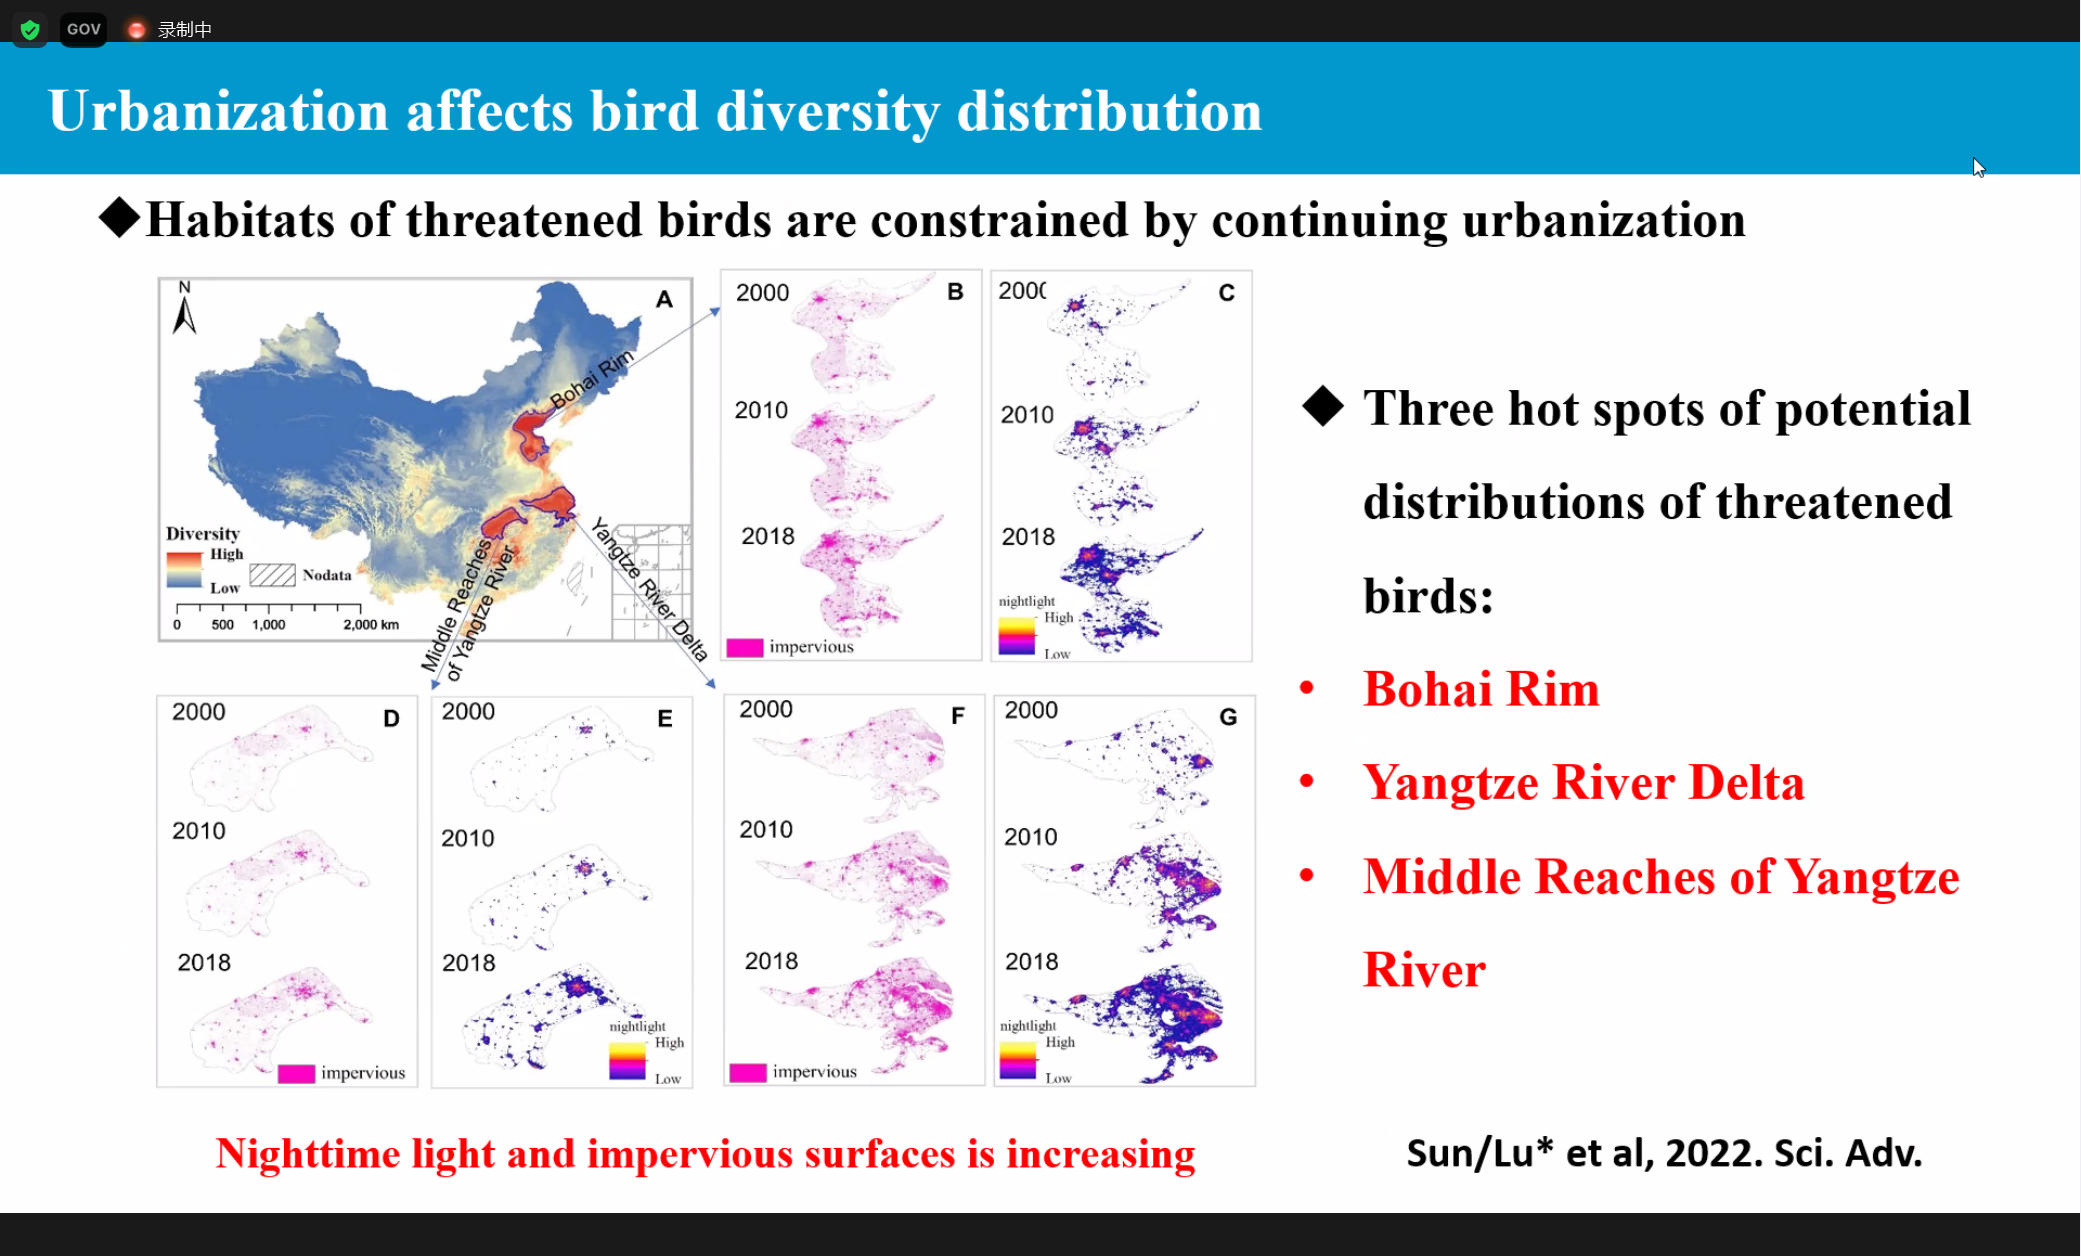 GOV 录制中
Urbanization affects bird diversity distribution
◆Habitats of threatened birds are constrained by continuing urbanization
N
A
Bohai Rim
Yangtze River Delta
Middle Reaches
of Yangtze River
Diversity
High
Low
Nodata
0 500 1,000 2,000 km
2000 B
2010
2018
impervious
200( C
2010
2018
nightlight
High
Low
2000 D
2010
2018
impervious
2000 E
2010
2018
nightlight
High
Low
2000 F
2010
2018
impervious
2000 G
2010
2018
nightlight
High
Low
◆ Three hot spots of potential
distributions of threatened
birds:
• Bohai Rim
• Yangtze River Delta
• Middle Reaches of Yangtze
River
Nighttime light and impervious surfaces is increasing
Sun/Lu* et al, 2022. Sci. Adv.